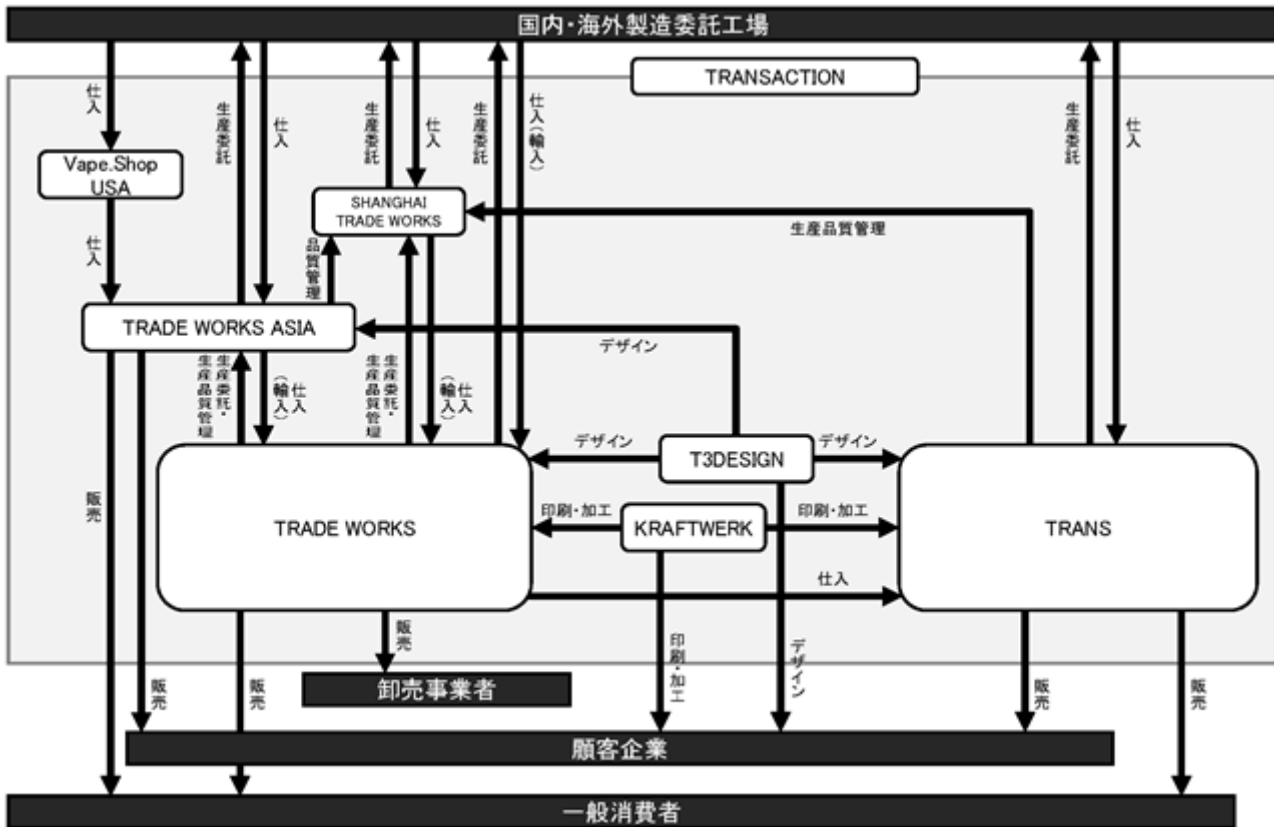 国内・海外製造委託工場
TRANSACTION
仕入
生産委託
仕入
生産委託
仕入
生産委託
仕入(輸入)
生産委託
仕入
Vape.Shop
USA
SHANGHAI
TRADE WORKS
生産品質管理
仕入
品質管理
TRADE WORKS ASIA
デザイン
生産委託・
生産品質管理
仕入
(輸入)
生産委託・
生産品質管理
仕入
(輸入)
デザイン
T3DESIGN
デザイン
販売
TRADE WORKS
印刷・加工
KRAFTWERK
印刷・加工
TRANS
仕入
販売
印刷・加工
デザイン
卸売事業者
販売
販売
販売
販売
顧客企業
一般消費者